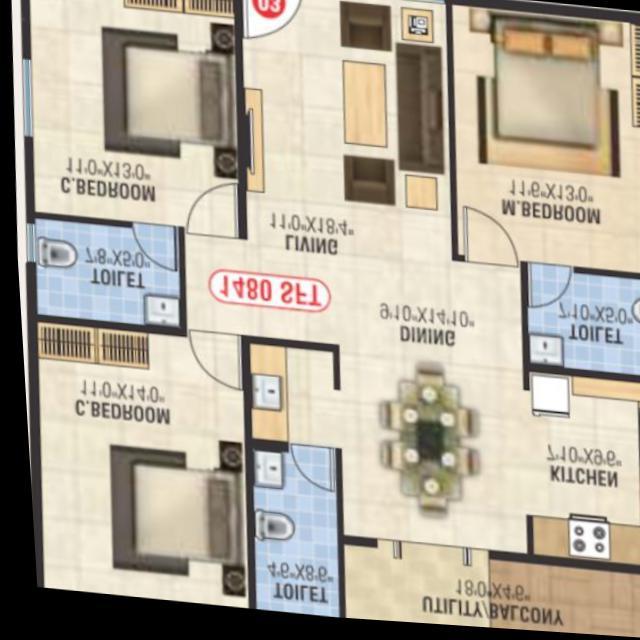 UTILITY/BALCONY
18'0"X4'6"
TOILET
4'6"X8'6"
KITCHEN
7'10"X9'6"
C.BEDROOM
11'0"X14'0"
DINING
9'10"X14'10"
TOILET
7'10"X5'0"
1480 SFT
TOILET
7'8"X5'0"
LIVING
11'0"X18'4"
M.BEDROOM
11'6"X13'0"
C.BEDROOM
11'0"X13'0"
03